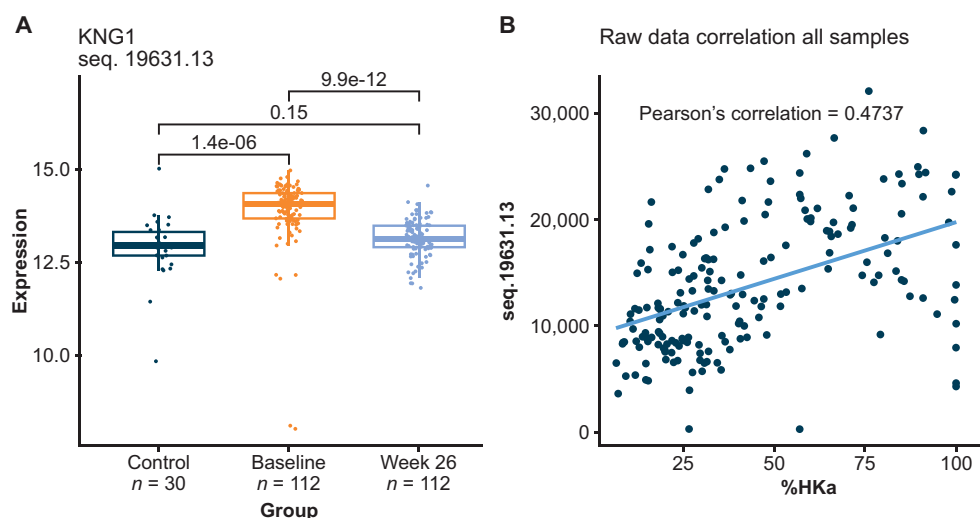 A
KNG1
seq. 19631.13
9.9e-12
0.15
1.4e-06
15.0
12.5
10.0
Expression
Control
n = 30
Baseline
n = 112
Week 26
n = 112
Group
B
Raw data correlation all samples
Pearson's correlation = 0.4737
30,000
20,000
10,000
0
seq.19631.13
25
50
75
100
%HKa